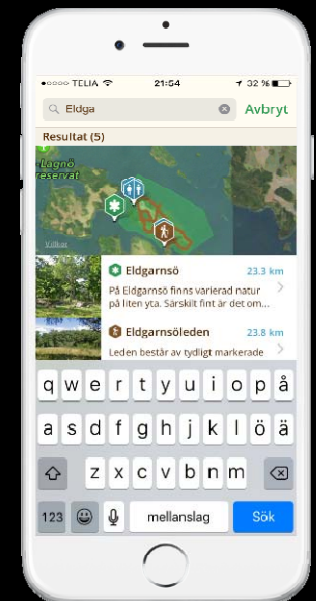 TELIA 21:54 32 %
Eldga Avbryt
Resultat (5)
Lagnö
reservat
Villkor
Eldgarnsö 23.3 km
På Eldgarnsö finns varierad natur
på liten yta. Särskilt fint är det om...
Eldgarnsöleden 23.8 km
Leden består av tydligt markerade
q w e r t y u i o p å
a s d f g h j k l ö ä
z x c v b n m
123 mellanslag Sök